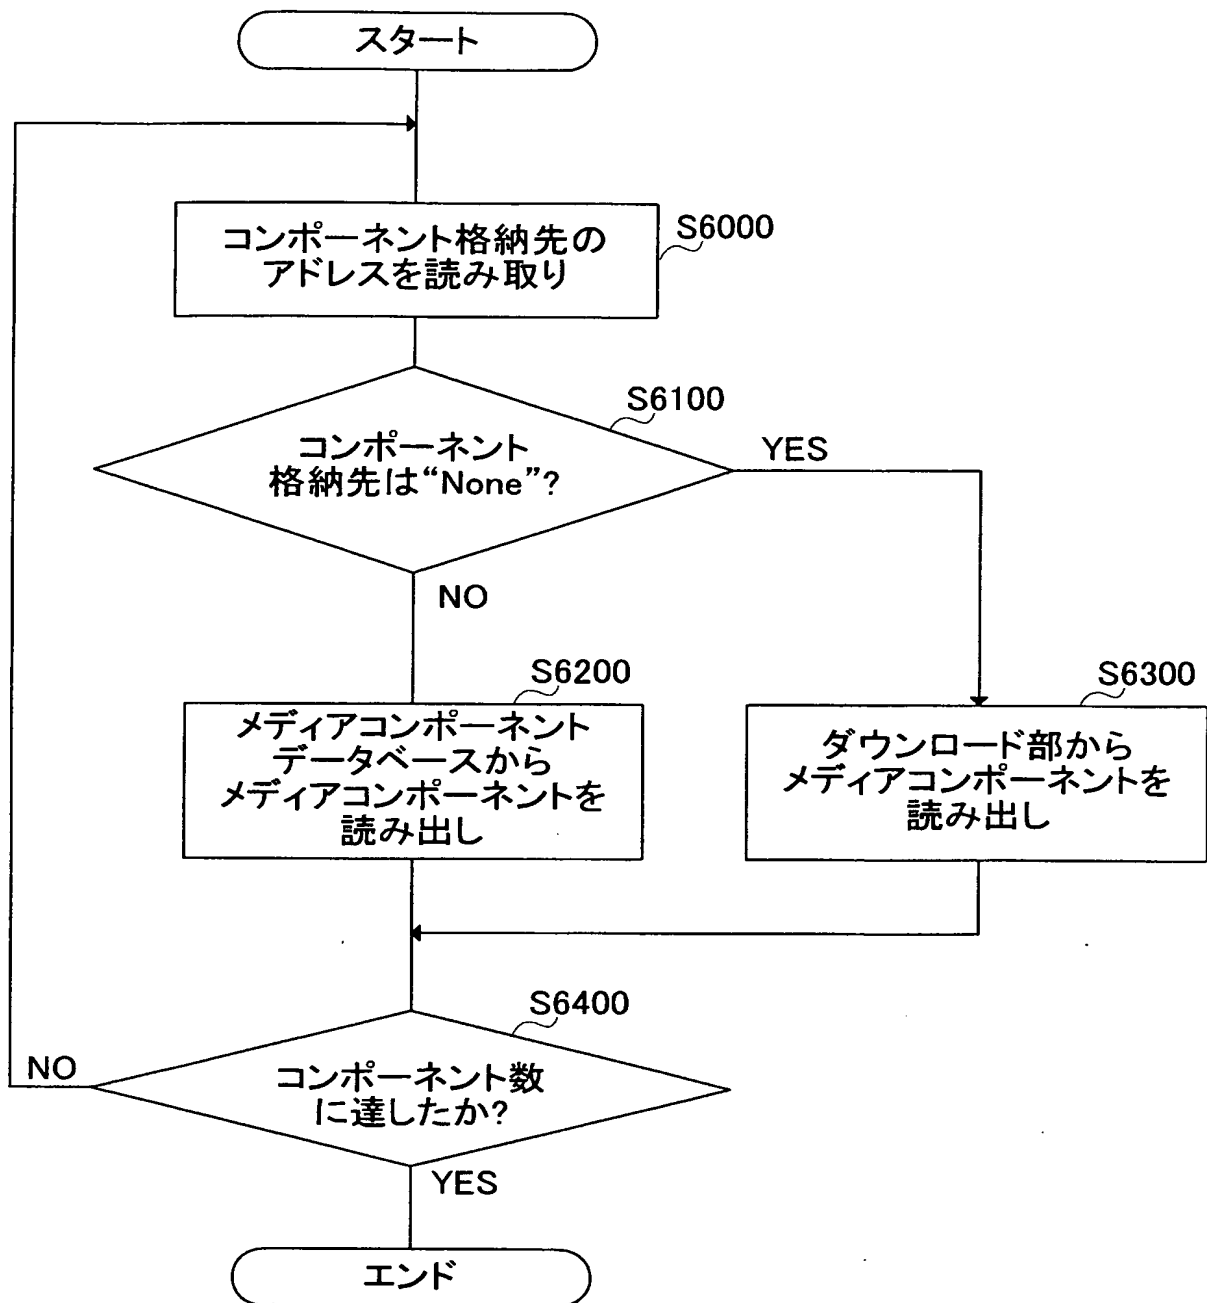 スタート
コンポーネント格納先の
アドレスを読み取り
S6000
コンポーネント
格納先は“None”?
S6100
YES
NO
メディアコンポーネント
データベースから
メディアコンポーネントを
読み出し
S6200
ダウンロード部から
メディアコンポーネントを
読み出し
S6300
コンポーネント数
に達したか?
S6400
NO
YES
エンド